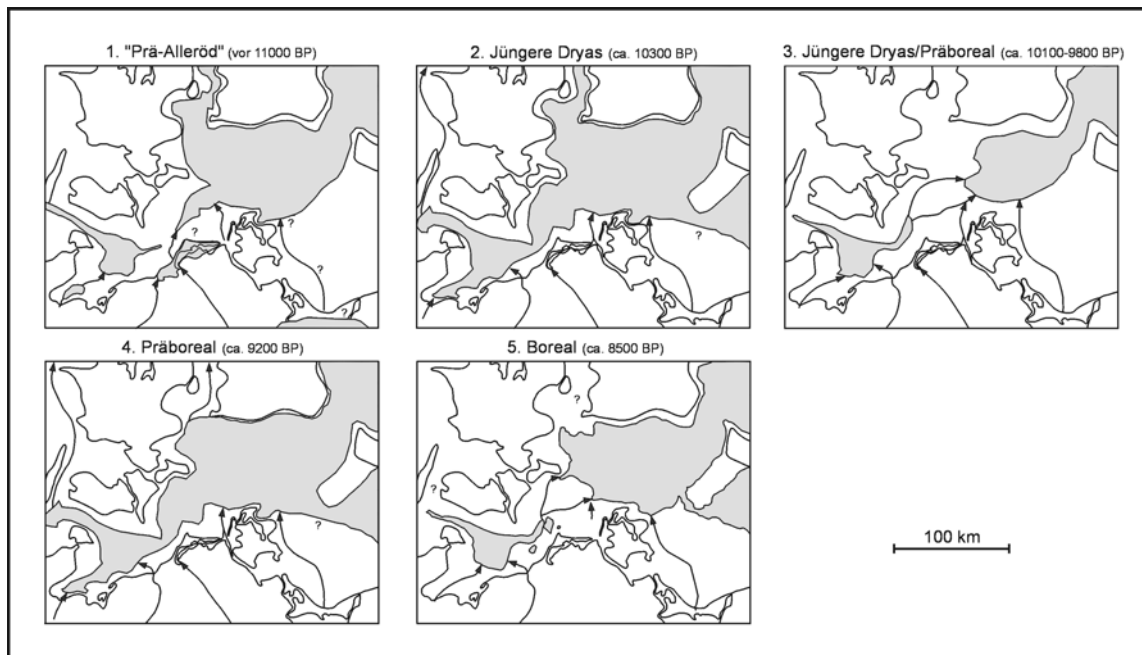 1. "Prä-Alleröd" (vor 11000 BP)
2. Jüngere Dryas (ca. 10300 BP)
3. Jüngere Dryas/Präboreal (ca. 10100-9800 BP)
?
?
?
?
?
4. Präboreal (ca. 9200 BP)
5. Boreal (ca. 8500 BP)
?
?
?
100 km